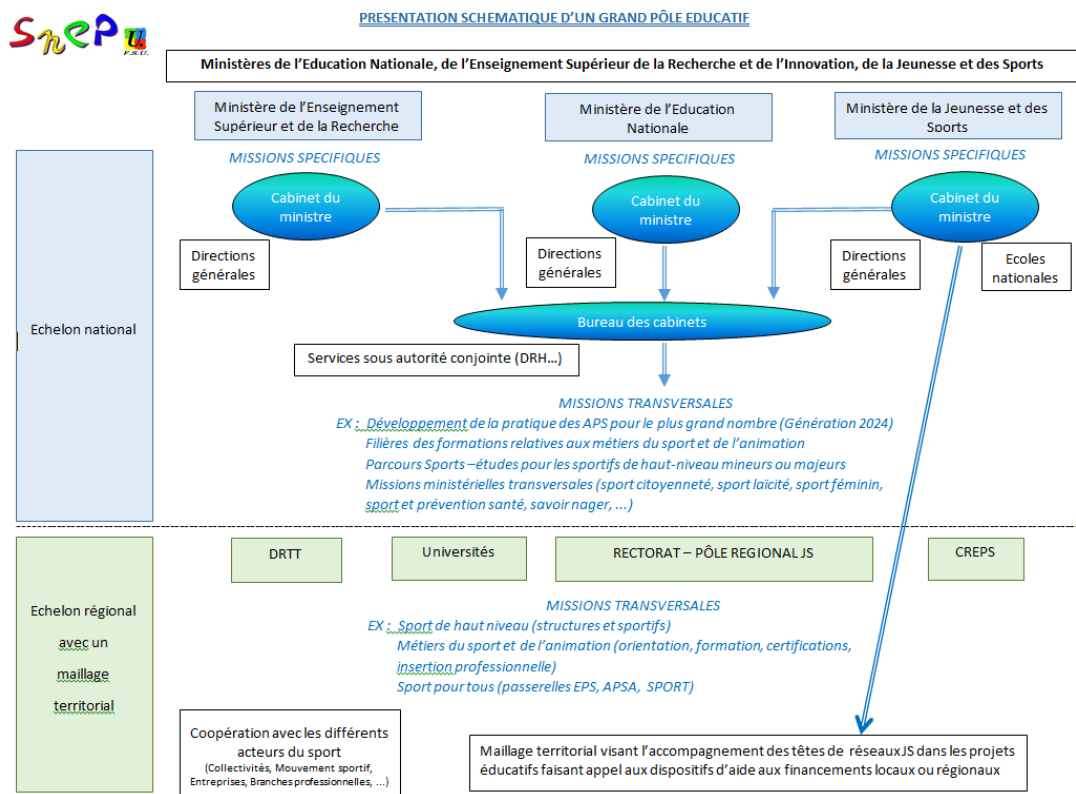 SnepU
F.S.U.
PRESENTATION SCHEMATIQUE D'UN GRAND PÔLE EDUCATIF
Ministères de l'Education Nationale, de l'Enseignement Supérieur de la Recherche et de l'Innovation, de la Jeunesse et des Sports
Ministère de l'Enseignement
Supérieur et de la Recherche
Ministère de l'Education
Nationale
Ministère de la Jeunesse et des
Sports
MISSIONS SPECIFIQUES
MISSIONS SPECIFIQUES
MISSIONS SPECIFIQUES
Cabinet du
ministre
Cabinet du
ministre
Cabinet du
ministre
Directions
générales
Directions
générales
Directions
générales
Ecoles
nationales
Echelon national
Bureau des cabinets
Services sous autorité conjointe (DRH…)
MISSIONS TRANSVERSALES
EX : Développement de la pratique des APS pour le plus grand nombre (Génération 2024)
Filières des formations relatives aux métiers du sport et de l'animation
Parcours Sports –études pour les sportifs de haut-niveau mineurs ou majeurs
Missions ministérielles transversales (sport citoyenneté, sport laïcité, sport féminin,
sport et prévention santé, savoir nager, …)
DRTT
Universités
RECTORAT – PÔLE REGIONAL JS
CREPS
Echelon régional
avec un
maillage
territorial
MISSIONS TRANSVERSALES
EX : Sport de haut niveau (structures et sportifs)
Métiers du sport et de l'animation (orientation, formation, certifications,
insertion professionnelle)
Sport pour tous (passerelles EPS, APSA, SPORT)
Coopération avec les différents
acteurs du sport
(Collectivités, Mouvement sportif,
Entreprises, Branches professionnelles, …)
Maillage territorial visant l'accompagnement des têtes de réseaux JS dans les projets
éducatifs faisant appel aux dispositifs d'aide aux financements locaux ou régionaux